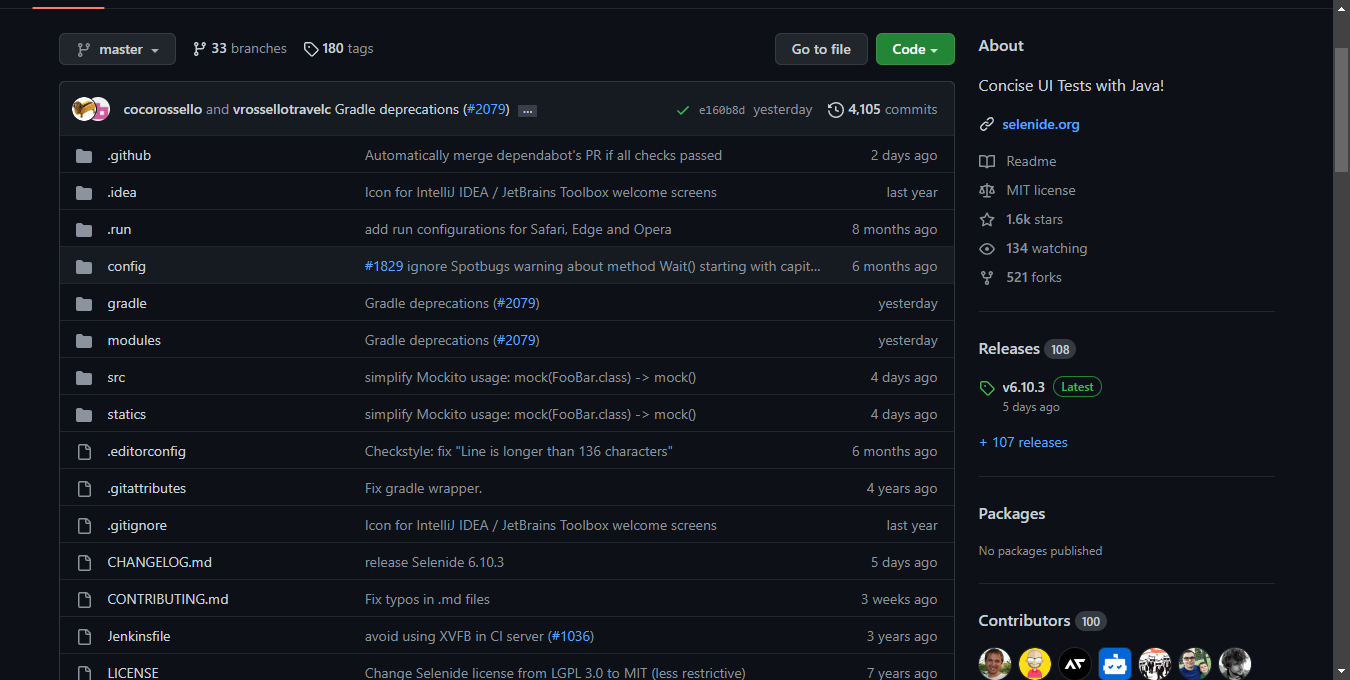 master 33 branches 180 tags Go to file Code
cocorossello and vrossellotravelc Gradle deprecations (#2079) ... e160b8d yesterday 4,105 commits
.github Automatically merge dependabot's PR if all checks passed 2 days ago
.idea Icon for IntelliJ IDEA / JetBrains Toolbox welcome screens last year
.run add run configurations for Safari, Edge and Opera 8 months ago
config #1829 ignore Spotbugs warning about method Wait() starting with capit... 6 months ago
gradle Gradle deprecations (#2079) yesterday
modules Gradle deprecations (#2079) yesterday
src simplify Mockito usage: mock(FooBar.class) -> mock() 4 days ago
statics simplify Mockito usage: mock(FooBar.class) -> mock() 4 days ago
.editorconfig Checkstyle: fix "Line is longer than 136 characters" 6 months ago
.gitattributes Fix gradle wrapper. 4 years ago
.gitignore Icon for IntelliJ IDEA / JetBrains Toolbox welcome screens last year
CHANGELOG.md release Selenide 6.10.3 5 days ago
CONTRIBUTING.md Fix typos in .md files 3 weeks ago
Jenkinsfile avoid using XVFB in CI server (#1036) 3 years ago
LICENSE Change Selenide license from LGPL 3.0 to MIT (less restrictive) 7 years ago
About
Concise UI Tests with Java!
selenide.org
Readme
MIT license
1.6k stars
134 watching
521 forks
Releases 108
v6.10.3 Latest
5 days ago
+ 107 releases
Packages
No packages published
Contributors 100